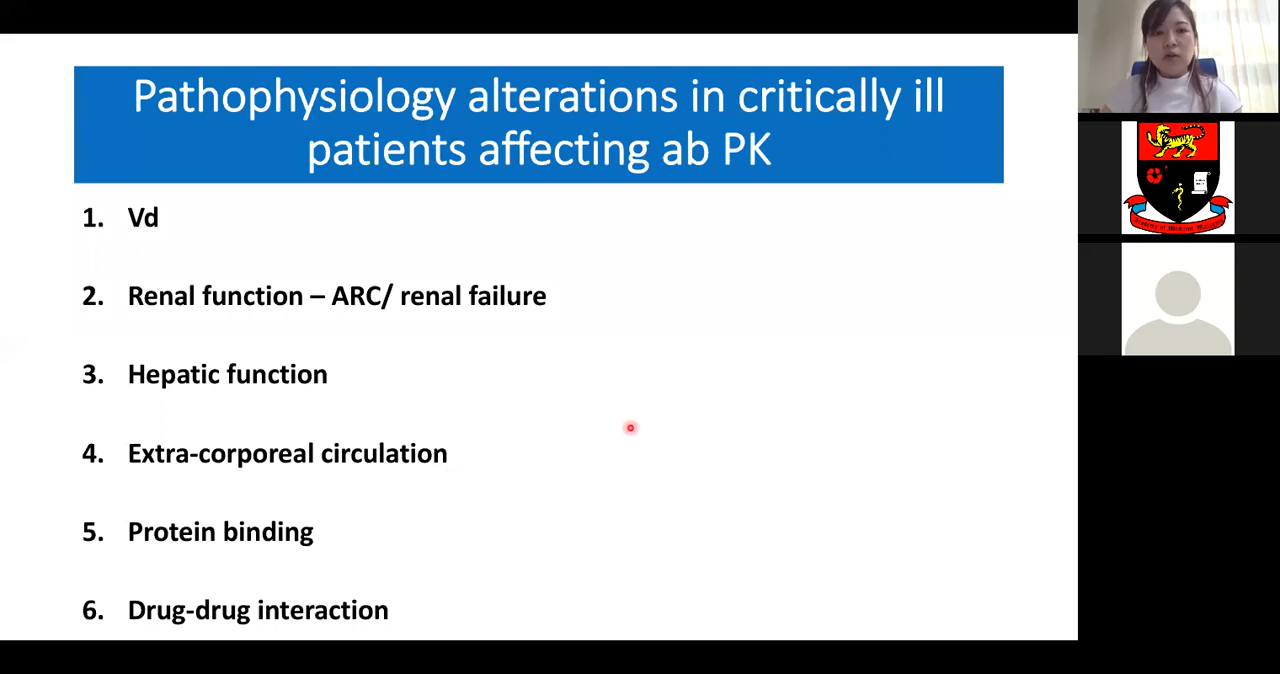 Pathophysiology alterations in critically ill
patients affecting ab PK
1. Vd
2. Renal function – ARC/ renal failure
3. Hepatic function
4. Extra-corporeal circulation
5. Protein binding
6. Drug-drug interaction